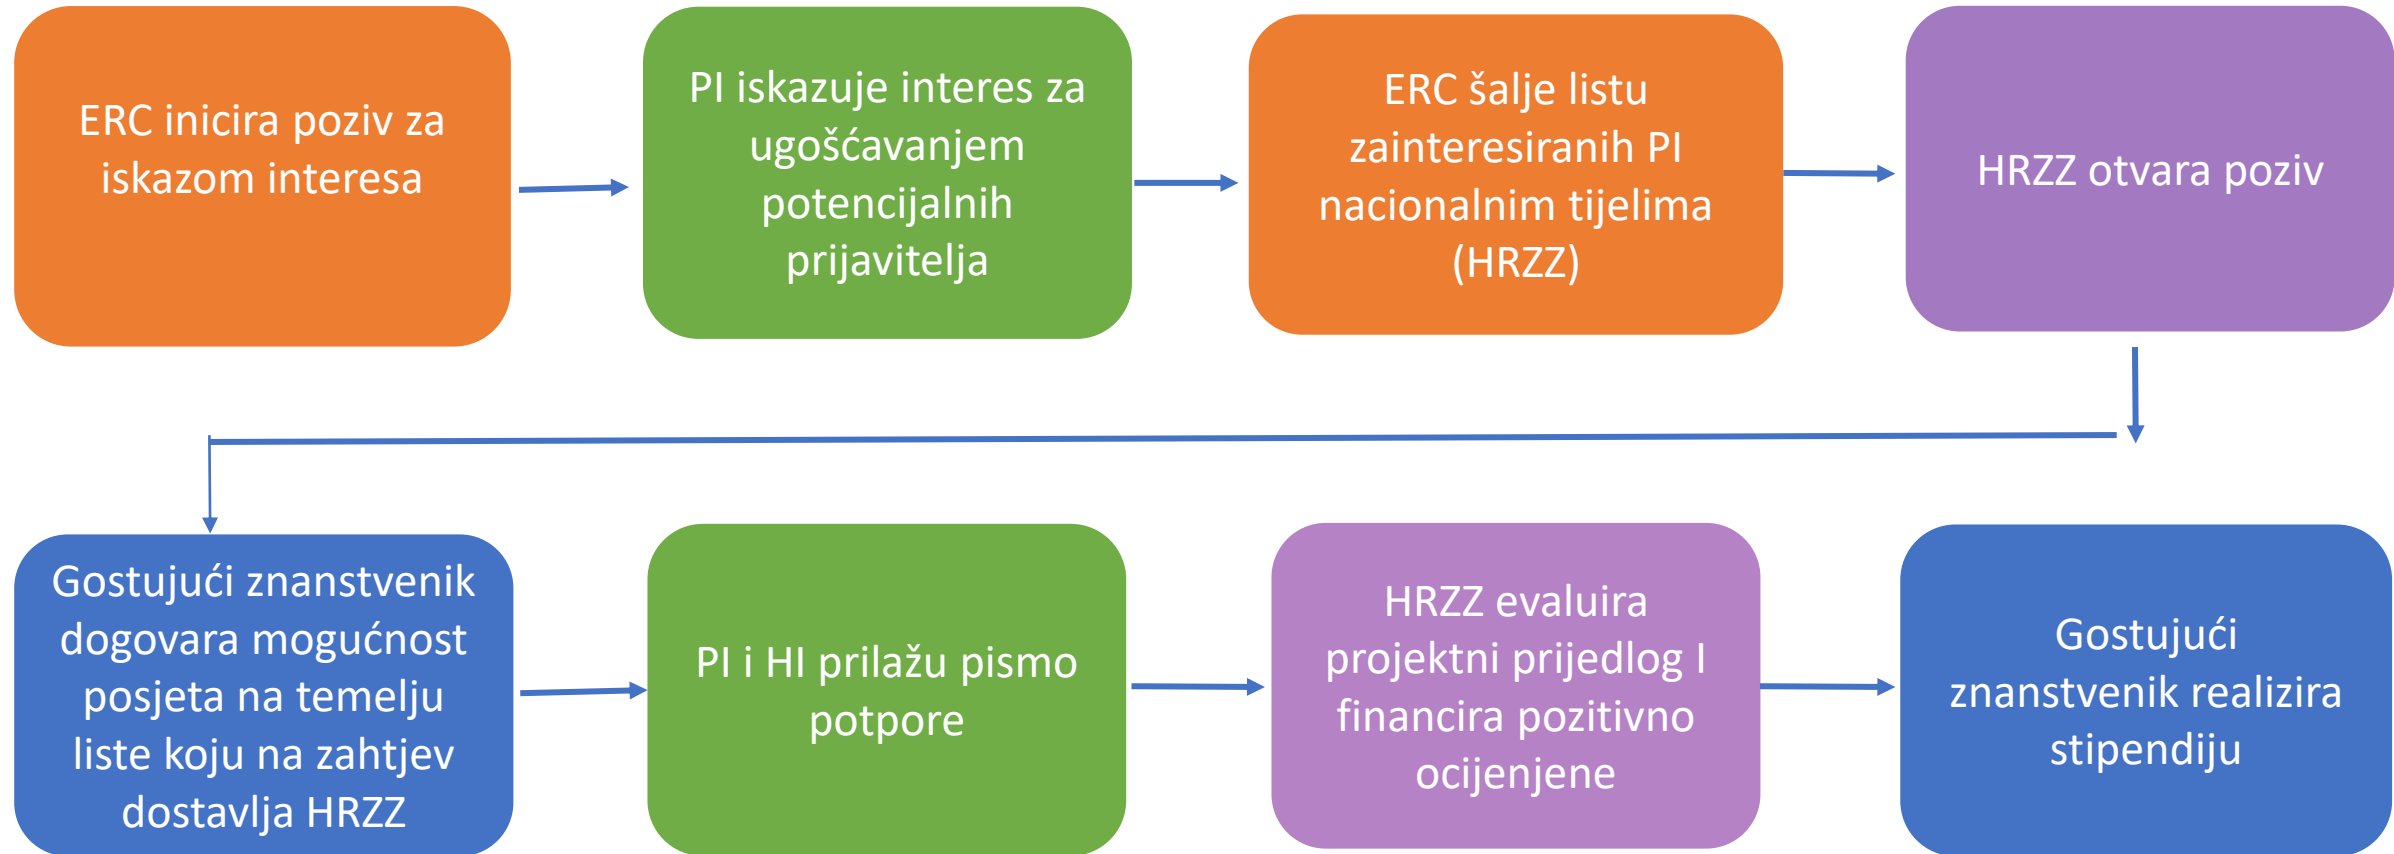 ERC inicira poziv za
iskazom interesa
PI iskazuje interes za
ugošćavanjem
potencijalnih
prijavitelja
ERC šalje listu
zainteresiranih PI
nacionalnim tijelima
(HRZZ)
HRZZ otvara poziv
Gostujući znanstvenik
dogovara mogućnost
posjeta na temelju
liste koju na zahtjev
dostavlja HRZZ
PI i HI prilažu pismo
potpore
HRZZ evaluira
projektni prijedlog I
financira pozitivno
ocijenjene
Gostujući
znanstvenik realizira
stipendiju